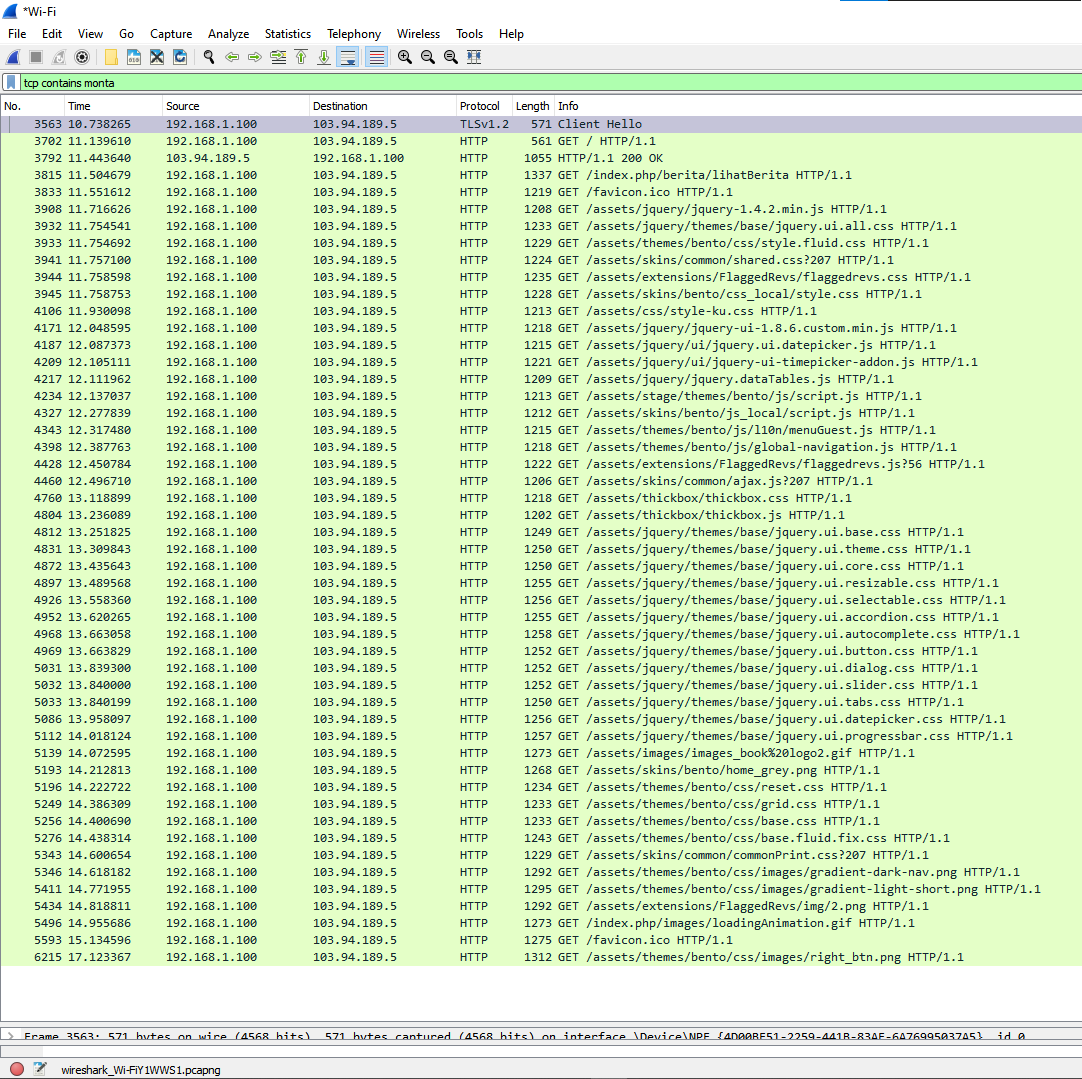 *Wi-Fi
File Edit View Go Capture Analyze Statistics Telephony Wireless Tools Help
tcp contains monta
No. Time Source Destination Protocol Length Info
3563 10.738265 192.168.1.100 103.94.189.5 TLSv1.2 571 Client Hello
3702 11.139610 192.168.1.100 103.94.189.5 HTTP 561 GET / HTTP/1.1
3792 11.443640 103.94.189.5 192.168.1.100 HTTP 1055 HTTP/1.1 200 OK
3815 11.504679 192.168.1.100 103.94.189.5 HTTP 1337 GET /index.php/berita/lihatBerita HTTP/1.1
3833 11.551612 192.168.1.100 103.94.189.5 HTTP 1219 GET /favicon.ico HTTP/1.1
3908 11.716626 192.168.1.100 103.94.189.5 HTTP 1208 GET /assets/jquery/jquery-1.4.2.min.js HTTP/1.1
3932 11.754541 192.168.1.100 103.94.189.5 HTTP 1233 GET /assets/jquery/themes/base/jquery.ui.all.css HTTP/1.1
3933 11.754692 192.168.1.100 103.94.189.5 HTTP 1229 GET /assets/themes/bento/css/style.fluid.css HTTP/1.1
3941 11.757100 192.168.1.100 103.94.189.5 HTTP 1224 GET /assets/skins/common/shared.css?207 HTTP/1.1
3944 11.758598 192.168.1.100 103.94.189.5 HTTP 1235 GET /assets/extensions/FlaggedRevs/flaggedrevs.css HTTP/1.1
3945 11.758753 192.168.1.100 103.94.189.5 HTTP 1228 GET /assets/skins/bento/css_local/style.css HTTP/1.1
4106 11.930098 192.168.1.100 103.94.189.5 HTTP 1213 GET /assets/css/style-ku.css HTTP/1.1
4171 12.048595 192.168.1.100 103.94.189.5 HTTP 1218 GET /assets/jquery/jquery-ui-1.8.6.custom.min.js HTTP/1.1
4187 12.087373 192.168.1.100 103.94.189.5 HTTP 1215 GET /assets/jquery/ui/jquery.ui.datepicker.js HTTP/1.1
4209 12.105111 192.168.1.100 103.94.189.5 HTTP 1221 GET /assets/jquery/ui/jquery-ui-timepicker-addon.js HTTP/1.1
4217 12.111962 192.168.1.100 103.94.189.5 HTTP 1209 GET /assets/jquery/jquery.dataTables.js HTTP/1.1
4234 12.137037 192.168.1.100 103.94.189.5 HTTP 1213 GET /assets/stage/themes/bento/js/script.js HTTP/1.1
4327 12.277839 192.168.1.100 103.94.189.5 HTTP 1212 GET /assets/skins/bento/js_local/script.js HTTP/1.1
4343 12.317480 192.168.1.100 103.94.189.5 HTTP 1215 GET /assets/themes/bento/js/l10n/menuGuest.js HTTP/1.1
4398 12.387763 192.168.1.100 103.94.189.5 HTTP 1218 GET /assets/themes/bento/js/global-navigation.js HTTP/1.1
4428 12.450784 192.168.1.100 103.94.189.5 HTTP 1222 GET /assets/extensions/FlaggedRevs/flaggedrevs.js?56 HTTP/1.1
4460 12.496710 192.168.1.100 103.94.189.5 HTTP 1206 GET /assets/skins/common/ajax.js?207 HTTP/1.1
4760 13.118899 192.168.1.100 103.94.189.5 HTTP 1218 GET /assets/thickbox/thickbox.css HTTP/1.1
4804 13.236089 192.168.1.100 103.94.189.5 HTTP 1202 GET /assets/thickbox/thickbox.js HTTP/1.1
4812 13.251825 192.168.1.100 103.94.189.5 HTTP 1249 GET /assets/jquery/themes/base/jquery.ui.base.css HTTP/1.1
4831 13.309843 192.168.1.100 103.94.189.5 HTTP 1250 GET /assets/jquery/themes/base/jquery.ui.theme.css HTTP/1.1
4872 13.435643 192.168.1.100 103.94.189.5 HTTP 1250 GET /assets/jquery/themes/base/jquery.ui.core.css HTTP/1.1
4897 13.489568 192.168.1.100 103.94.189.5 HTTP 1255 GET /assets/jquery/themes/base/jquery.ui.resizable.css HTTP/1.1
4926 13.558360 192.168.1.100 103.94.189.5 HTTP 1256 GET /assets/jquery/themes/base/jquery.ui.selectable.css HTTP/1.1
4952 13.620265 192.168.1.100 103.94.189.5 HTTP 1255 GET /assets/jquery/themes/base/jquery.ui.accordion.css HTTP/1.1
4968 13.663058 192.168.1.100 103.94.189.5 HTTP 1258 GET /assets/jquery/themes/base/jquery.ui.autocomplete.css HTTP/1.1
4969 13.663829 192.168.1.100 103.94.189.5 HTTP 1252 GET /assets/jquery/themes/base/jquery.ui.button.css HTTP/1.1
5031 13.839300 192.168.1.100 103.94.189.5 HTTP 1252 GET /assets/jquery/themes/base/jquery.ui.dialog.css HTTP/1.1
5032 13.840000 192.168.1.100 103.94.189.5 HTTP 1252 GET /assets/jquery/themes/base/jquery.ui.slider.css HTTP/1.1
5033 13.840199 192.168.1.100 103.94.189.5 HTTP 1250 GET /assets/jquery/themes/base/jquery.ui.tabs.css HTTP/1.1
5086 13.958097 192.168.1.100 103.94.189.5 HTTP 1256 GET /assets/jquery/themes/base/jquery.ui.datepicker.css HTTP/1.1
5112 14.018124 192.168.1.100 103.94.189.5 HTTP 1257 GET /assets/jquery/themes/base/jquery.ui.progressbar.css HTTP/1.1
5139 14.072595 192.168.1.100 103.94.189.5 HTTP 1273 GET /assets/images/images_book%20logo2.gif HTTP/1.1
5193 14.212813 192.168.1.100 103.94.189.5 HTTP 1268 GET /assets/skins/bento/home_grey.png HTTP/1.1
5196 14.222722 192.168.1.100 103.94.189.5 HTTP 1234 GET /assets/themes/bento/css/reset.css HTTP/1.1
5249 14.386309 192.168.1.100 103.94.189.5 HTTP 1233 GET /assets/themes/bento/css/grid.css HTTP/1.1
5256 14.400690 192.168.1.100 103.94.189.5 HTTP 1233 GET /assets/themes/bento/css/base.css HTTP/1.1
5276 14.438314 192.168.1.100 103.94.189.5 HTTP 1243 GET /assets/themes/bento/css/base.fluid.fix.css HTTP/1.1
5343 14.600654 192.168.1.100 103.94.189.5 HTTP 1229 GET /assets/skins/common/commonPrint.css?207 HTTP/1.1
5346 14.618182 192.168.1.100 103.94.189.5 HTTP 1292 GET /assets/themes/bento/css/images/gradient-dark-nav.png HTTP/1.1
5411 14.771955 192.168.1.100 103.94.189.5 HTTP 1295 GET /assets/themes/bento/css/images/gradient-light-short.png HTTP/1.1
5434 14.818811 192.168.1.100 103.94.189.5 HTTP 1292 GET /assets/extensions/FlaggedRevs/img/2.png HTTP/1.1
5496 14.955686 192.168.1.100 103.94.189.5 HTTP 1273 GET /index.php/images/loadingAnimation.gif HTTP/1.1
5593 15.134596 192.168.1.100 103.94.189.5 HTTP 1275 GET /favicon.ico HTTP/1.1
6215 17.123367 192.168.1.100 103.94.189.5 HTTP 1312 GET /assets/themes/bento/css/images/right_btn.png HTTP/1.1
Frame 3563: 571 bytes on wire (4568 bits), 571 bytes captured (4568 bits) on interface \Device\NPF_{4D00BE51-2259-441B-83AF-6A76995037A5}, id 0
wireshark_Wi-FiY1WWS1.pcapng